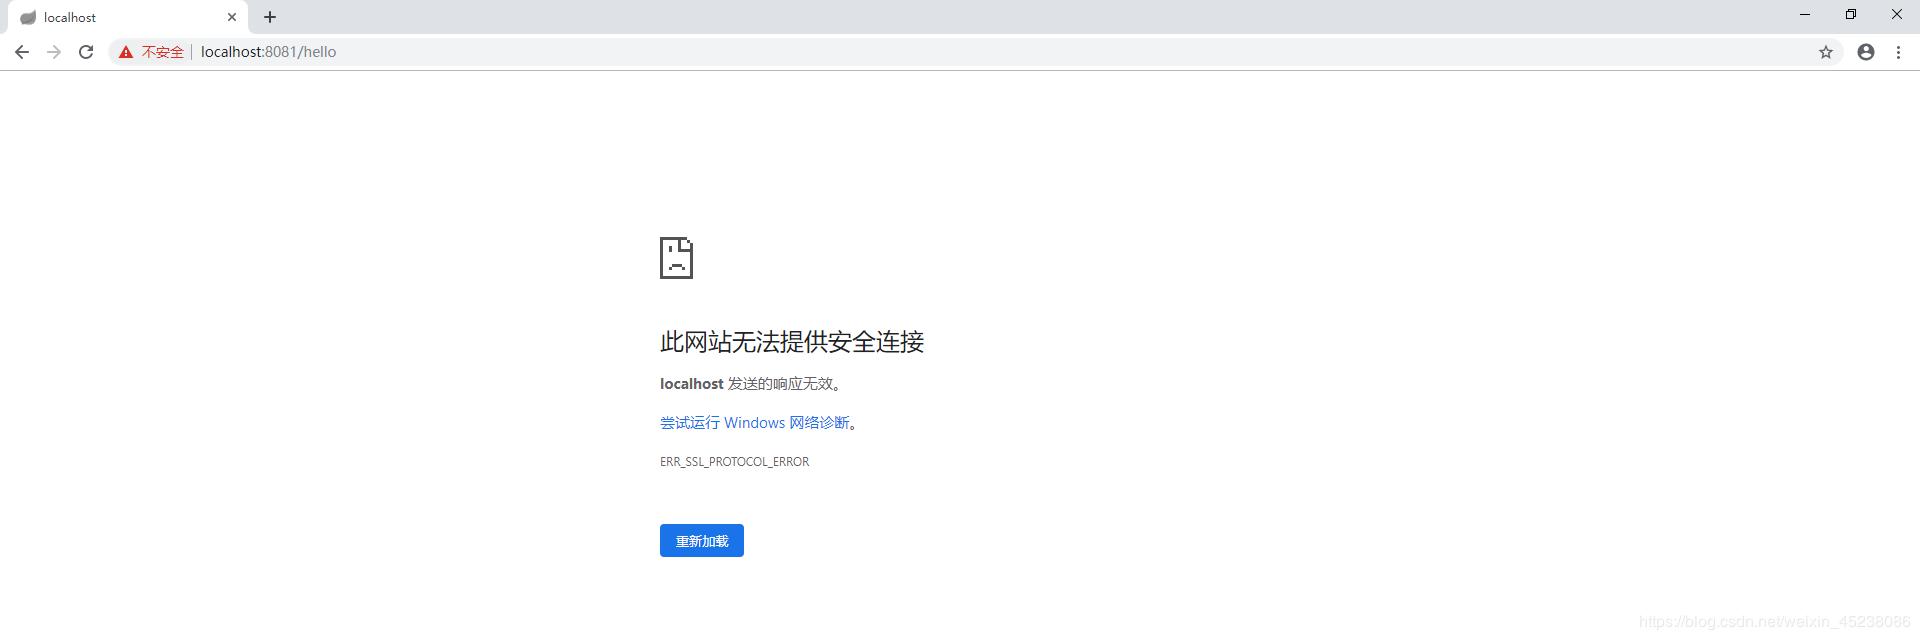 localhost
不安全 localhost:8081/hello
此网站无法提供安全连接
localhost 发送的响应无效。
尝试运行 Windows 网络诊断。
ERR_SSL_PROTOCOL_ERROR
重新加载
https://blog.csdn.net/weixin_45238086